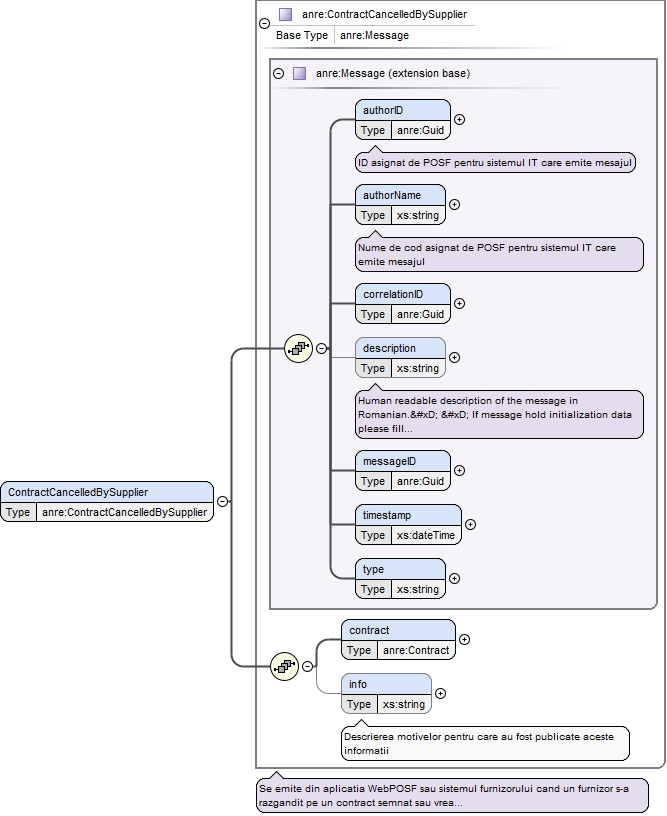 anre:ContractCancelledBySupplier
Base Type anre:Message
anre:Message (extension base)
authorID
Type anre:Guid
ID asignat de POSF pentru sistemul IT care emite mesajul
authorName
Type xs:string
Nume de cod asignat de POSF pentru sistemul IT care
emite mesajul
correlationID
Type anre:Guid
description
Type xs:string
Human readable description of the message in
Romanian.&#xD; &#xD; If message hold initialization data
please fill...
messageID
Type anre:Guid
ContractCancelledBySupplier
Type anre:ContractCancelledBySupplier
timestamp
Type xs:dateTime
type
Type xs:string
contract
Type anre:Contract
info
Type xs:string
Descrierea motivelor pentru care au fost publicate aceste
informatii
Se emite din aplicatia WebPOSF sau sistemul furnizorului cand un furnizor s-a
razgandit pe un contract semnat sau vrea...